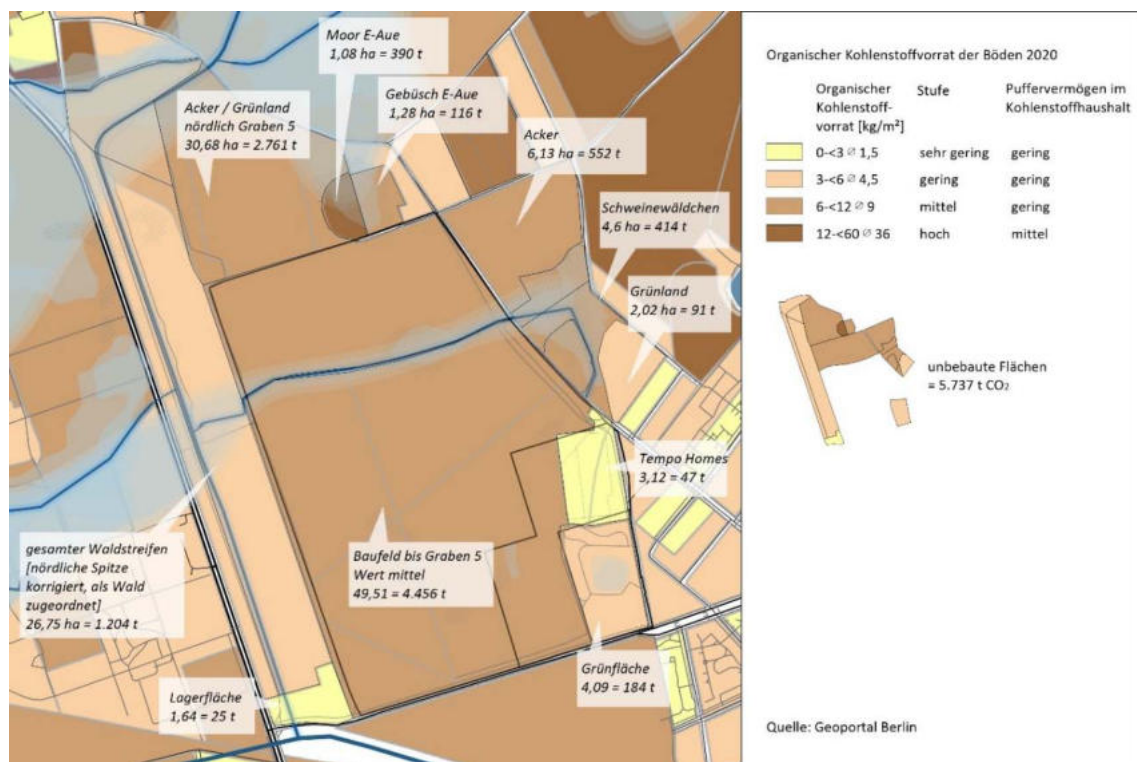 Moor E-Aue
1,08 ha = 390 t
Gebüsch E-Aue
1,28 ha = 116 t
Acker / Grünland
nördlich Graben 5
30,68 ha = 2.761 t
Acker
6,13 ha = 552 t
Schweinewäldchen
4,6 ha = 414 t
Grünland
2,02 ha = 91 t
Tempo Homes
3,12 = 47 t
gesamter Waldstreifen
[nördliche Spitze
korrigiert, als Wald
zugeordnet]
26,75 ha = 1.204 t
Baufeld bis Graben 5
Wert mittel
49,51 = 4.456 t
Grünfläche
4,09 = 184 t
Lagerfläche
1,64 = 25 t
Organischer Kohlenstoffvorrat der Böden 2020
Organischer Kohlenstoff-vorrat [kg/m²] Stufe Puffervermögen im Kohlenstoffhaushalt
0-<3 ⌀ 1,5 sehr gering gering
3-<6 ⌀ 4,5 gering gering
6-<12 ⌀ 9 mittel gering
12-<60 ⌀ 36 hoch mittel
unbebaute Flächen
= 5.737 t CO₂
Quelle: Geoportal Berlin